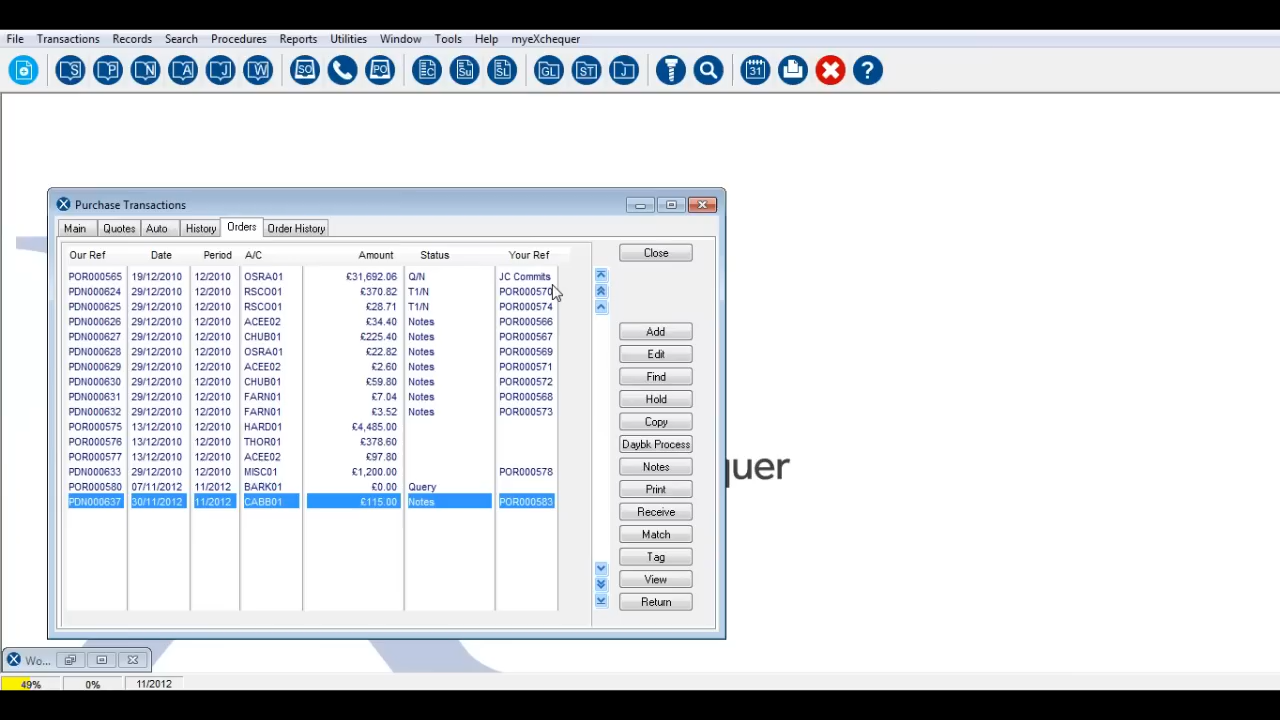 File Transactions Records Search Procedures Reports Utilities Window Tools Help myeXchequer
S P N A J W SO PO C Su SL GL ST J 31 ?
Purchase Transactions
Main Quotes Auto History Orders Order History
Our Ref Date Period A/C Amount Status Your Ref
POR000565 19/12/2010 12/2010 OSRA01 £31,692.06 Q/N JC Commits
PDN000624 29/12/2010 12/2010 RSCO01 £370.82 T1/N POR000570
PDN000625 29/12/2010 12/2010 RSCO01 £28.71 T1/N POR000574
PDN000626 29/12/2010 12/2010 ACEE02 £34.40 Notes POR000566
PDN000627 29/12/2010 12/2010 CHUB01 £225.40 Notes POR000567
PDN000628 29/12/2010 12/2010 OSRA01 £22.82 Notes POR000569
PDN000629 29/12/2010 12/2010 ACEE02 £2.60 Notes POR000571
PDN000630 29/12/2010 12/2010 CHUB01 £59.80 Notes POR000572
PDN000631 29/12/2010 12/2010 FARN01 £7.04 Notes POR000568
PDN000632 29/12/2010 12/2010 FARN01 £3.52 Notes POR000573
POR000575 13/12/2010 12/2010 HARD01 £4,485.00
POR000576 13/12/2010 12/2010 THOR01 £378.60
POR000577 13/12/2010 12/2010 ACEE02 £97.80
PDN000633 29/12/2010 12/2010 MISC01 £1,200.00 POR000578
POR000580 07/11/2012 11/2012 BARK01 £0.00 Query
PDN000637 30/11/2012 11/2012 CABB01 £115.00 Notes POR000583
Close
Add
Edit
Find
Hold
Copy
Daybk Process
Notes
Print
Receive
Match
Tag
View
Return
quer
Wo...
49% 0% 11/2012